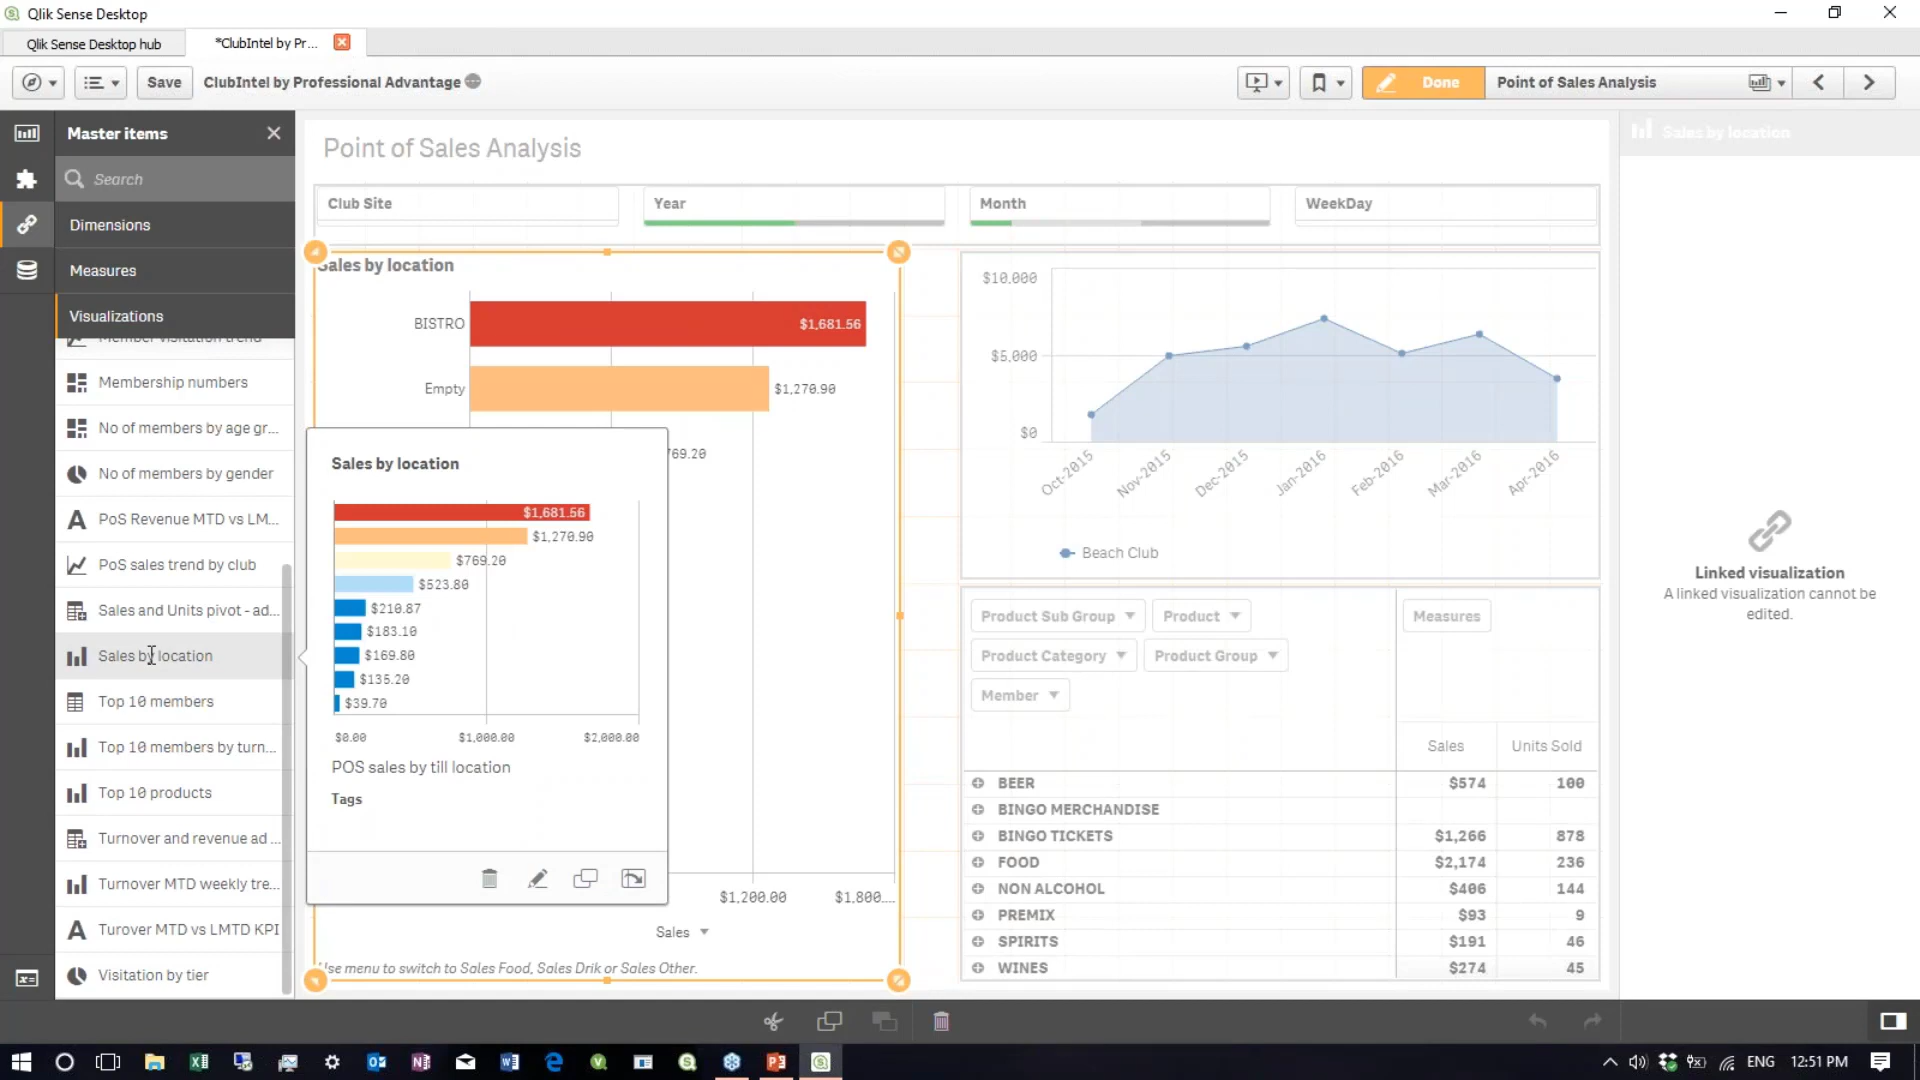 Qlik Sense Desktop
Qlik Sense Desktop hub
*ClubIntel by Pr...
Save
ClubIntel by Professional Advantage
Done
Point of Sales Analysis
Master items
Search
Dimensions
Measures
Visualizations
Member visitation trend
Membership numbers
No of members by age gr...
No of members by gender
PoS Revenue MTD vs LM...
PoS sales trend by club
Sales and Units pivot - ad...
Sales by location
Top 10 members
Top 10 members by turn...
Top 10 products
Turnover and revenue ad ...
Turnover MTD weekly tre...
Turover MTD vs LMTD KPI
Visitation by tier
Point of Sales Analysis
Club Site
Year
Month
WeekDay
Sales by location
BISTRO
$1,681.56
Empty
$1,270.90
769.20
$1,200.00
$1,800....
Sales
Use menu to switch to Sales Food, Sales Drik or Sales Other.
Sales by location
$1,681.56
$1,270.90
$769.20
$523.80
$210.87
$183.10
$169.80
$135.20
$39.70
$0.00
$1,000.00
$2,000.00
POS sales by till location
Tags
$10,000
$5,000
$0
Oct-2015
Nov-2015
Dec-2015
Jan-2016
Feb-2016
Mar-2016
Apr-2016
Beach Club
Product Sub Group
Product
Measures
Product Category
Product Group
Member
Sales
Units Sold
BEER $574 100
BINGO MERCHANDISE
BINGO TICKETS $1,266 878
FOOD $2,174 236
NON ALCOHOL $406 144
PREMIX $93 9
SPIRITS $191 46
WINES $274 45
Sales by location
Linked visualization
A linked visualization cannot be
edited.
ENG
12:51 PM